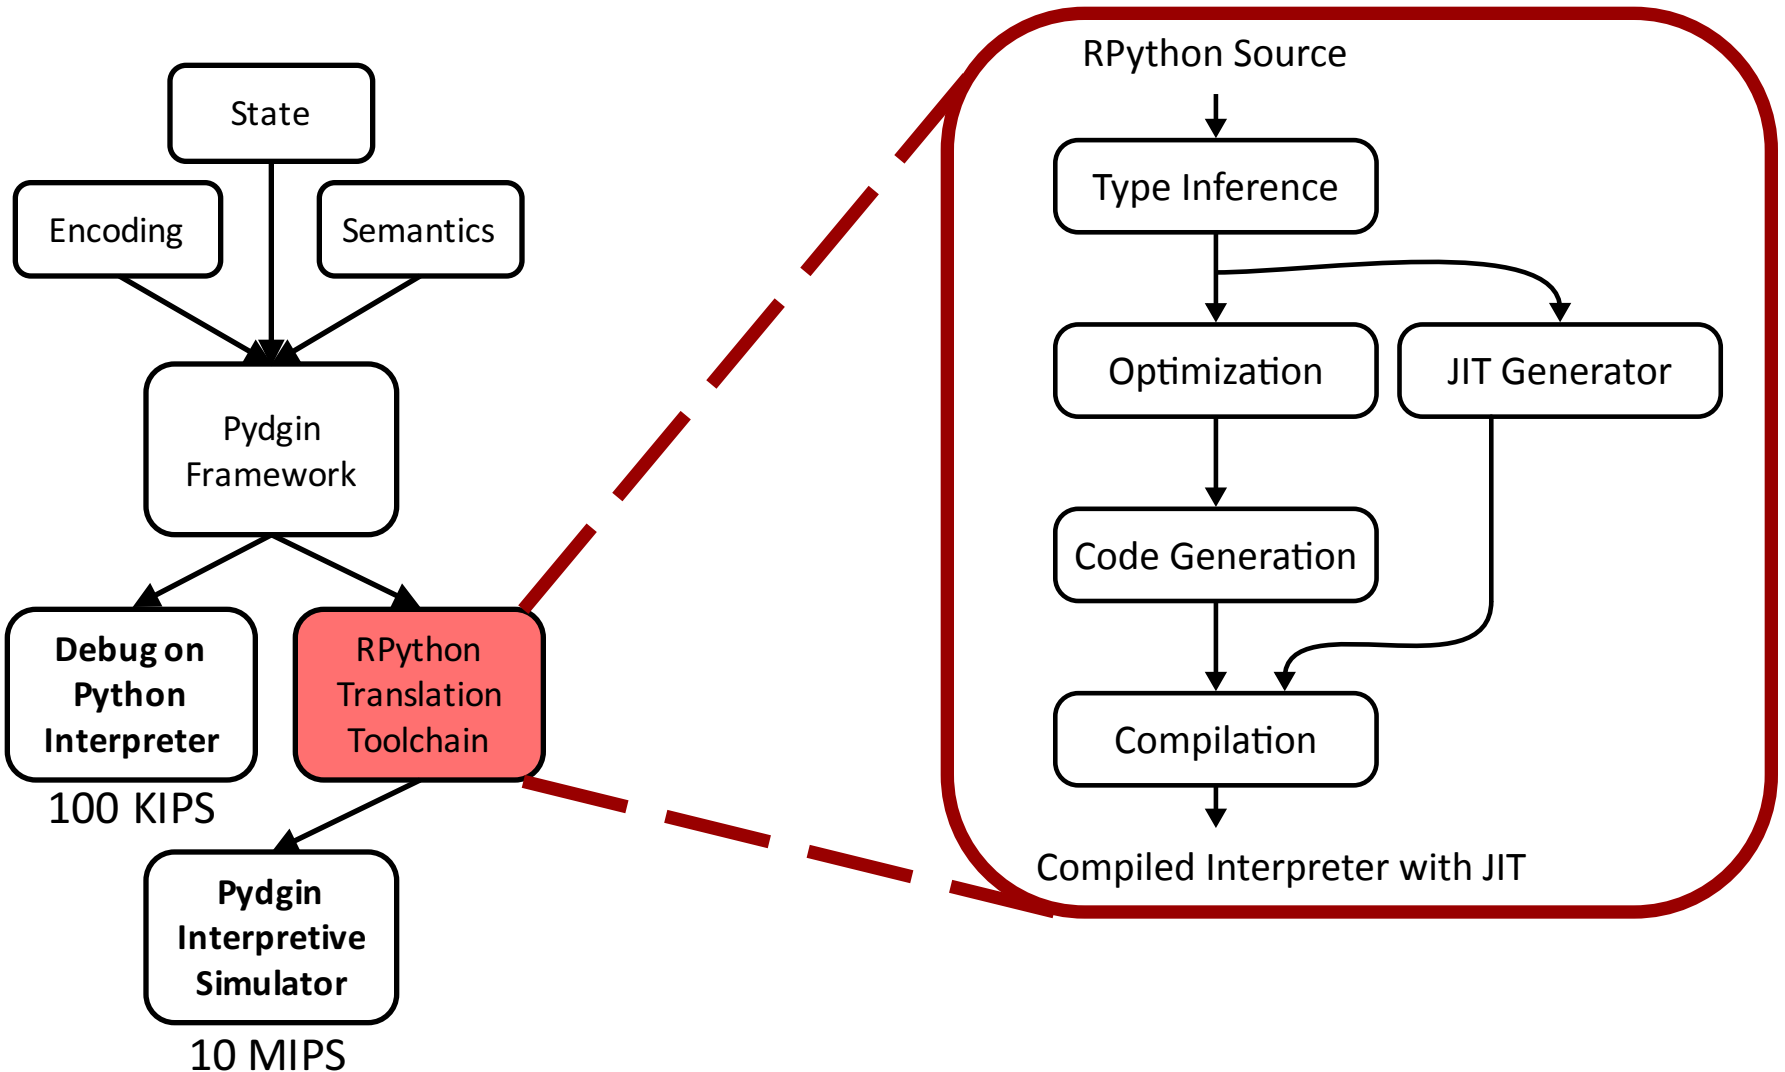 State
Encoding
Semantics
Pydgin
Framework
Debug on
Python
Interpreter
100 KIPS
RPython
Translation
Toolchain
Pydgin
Interpretive
Simulator
10 MIPS
RPython Source
Type Inference
Optimization
JIT Generator
Code Generation
Compilation
Compiled Interpreter with JIT